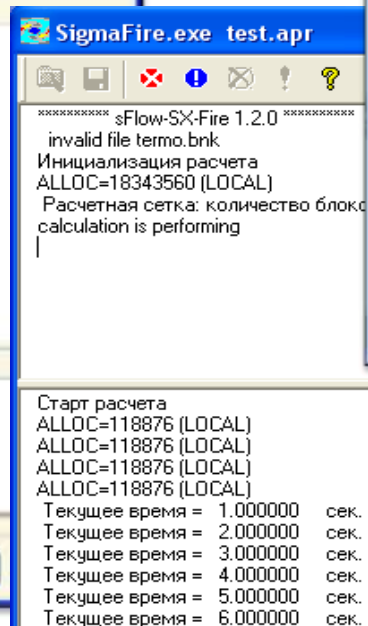 SigmaFire.exe test.apr
********** sFlow-SX-Fire 1.2.0 **********
invalid file termo.bnk
Инициализация расчета
ALLOC=18343560 (LOCAL)
Расчетная сетка: количество
calculation is performing
Старт расчета
ALLOC=118876 (LOCAL)
ALLOC=118876 (LOCAL)
ALLOC=118876 (LOCAL)
ALLOC=118876 (LOCAL)
Текущее время = 1.000000 сек.
Текущее время = 2.000000 сек.
Текущее время = 3.000000 сек.
Текущее время = 4.000000 сек.
Текущее время = 5.000000 сек.
Текущее время = 6.000000 сек.